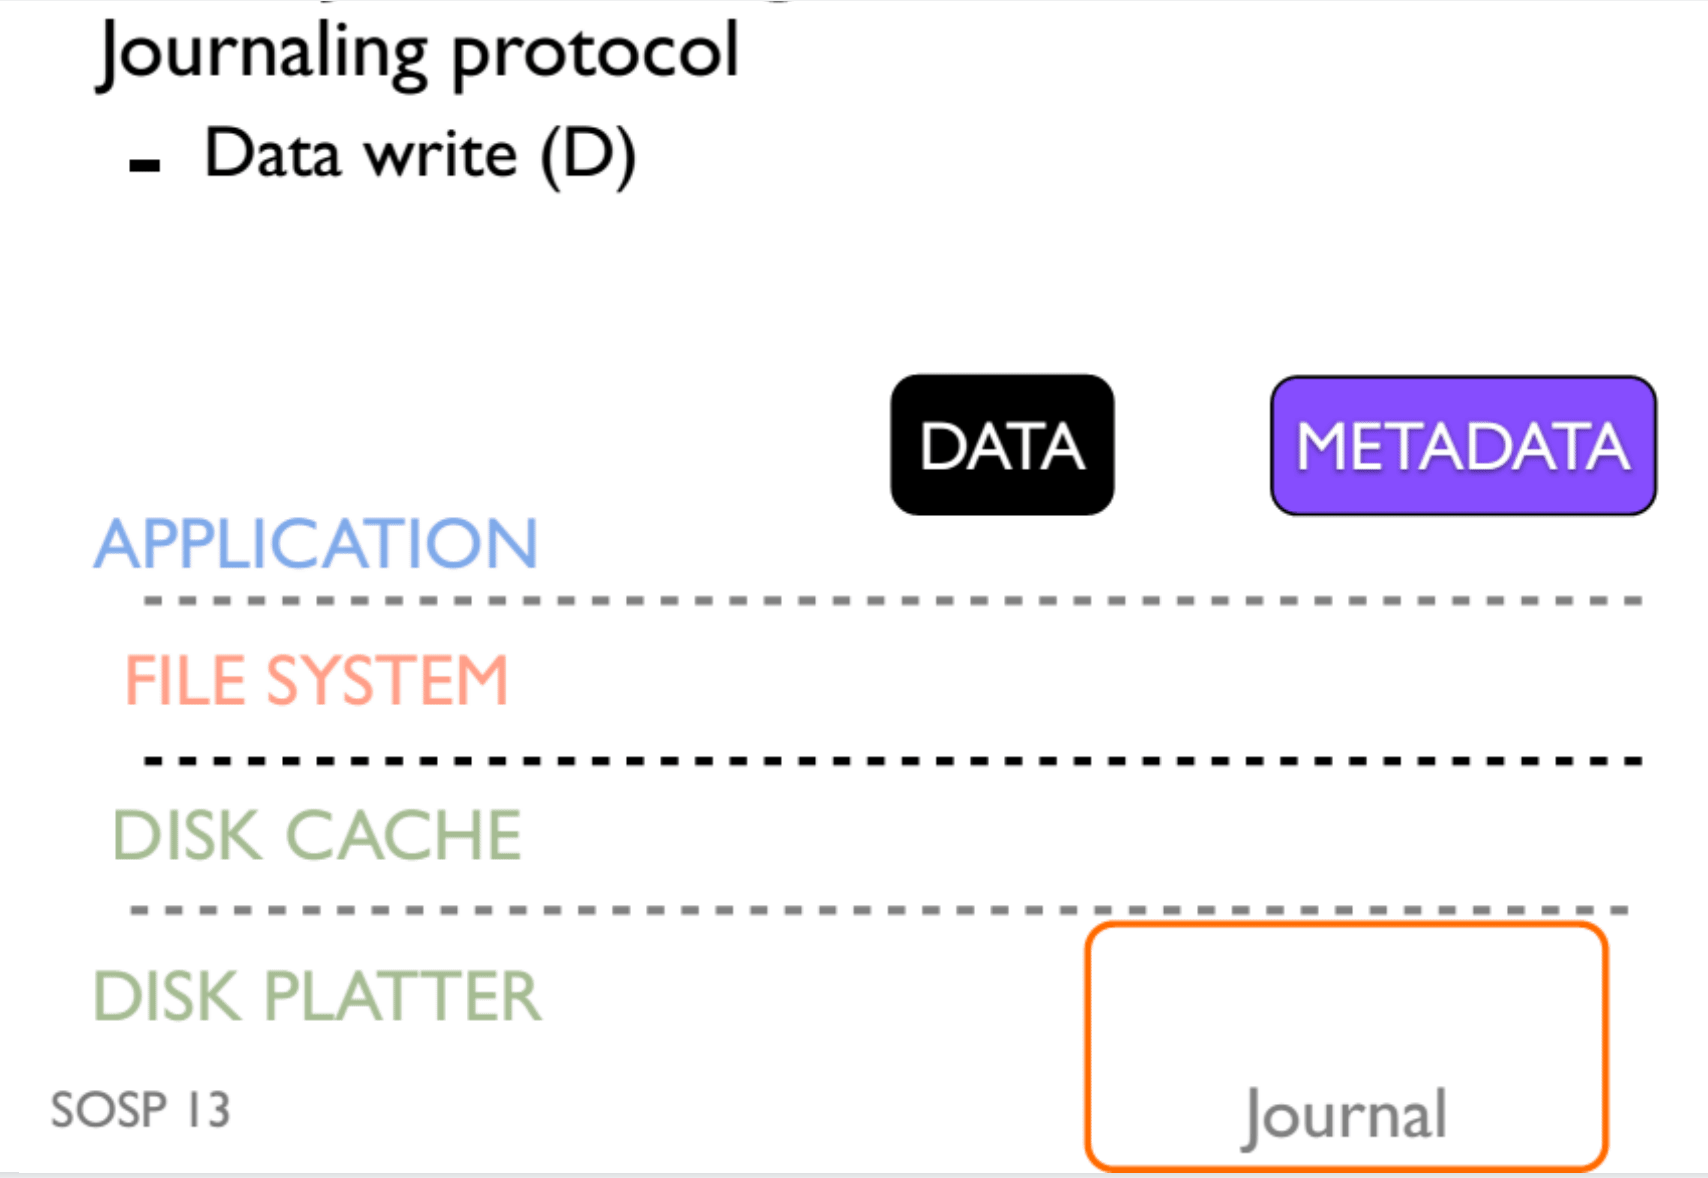 Journaling protocol
- Data write (D)
DATA
METADATA
APPLICATION
FILE SYSTEM
DISK CACHE
DISK PLATTER
SOSP 13
Journal